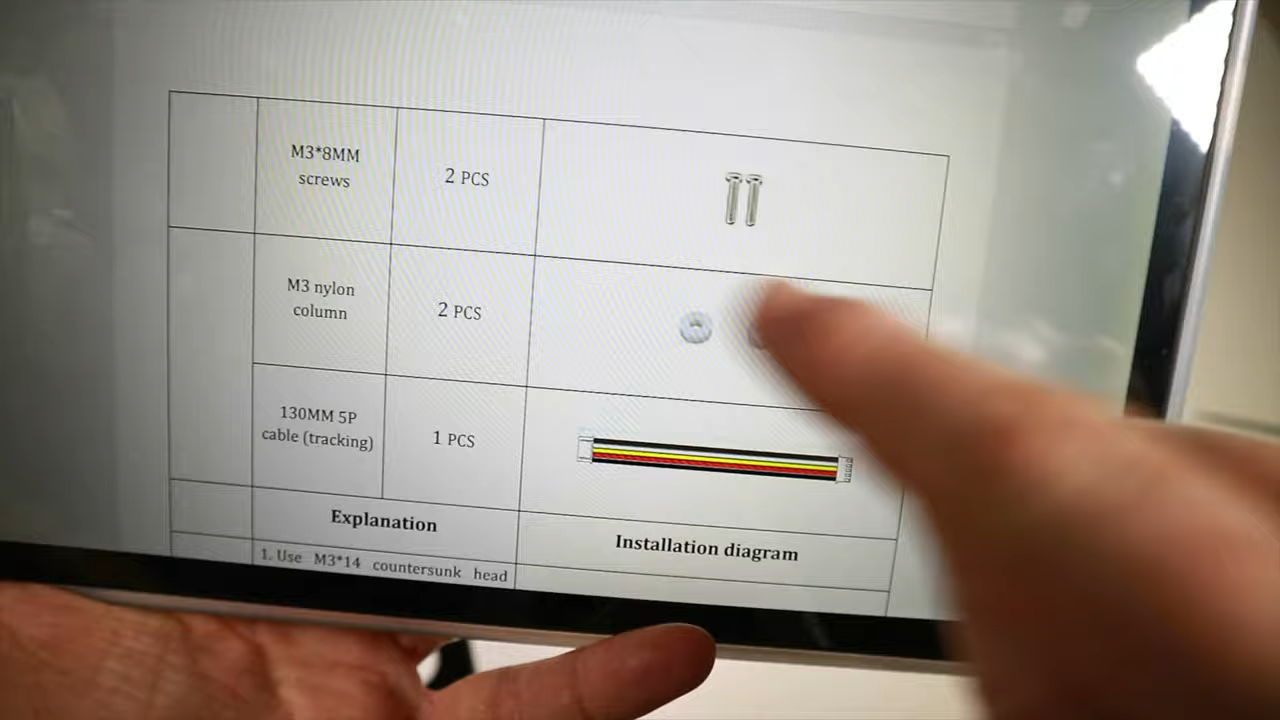 M3*8MM
screws
2 PCS
M3 nylon
column
2 PCS
130MM 5P
cable (tracking)
1 PCS
Explanation
Installation diagram
1. Use M3*14 countersunk head